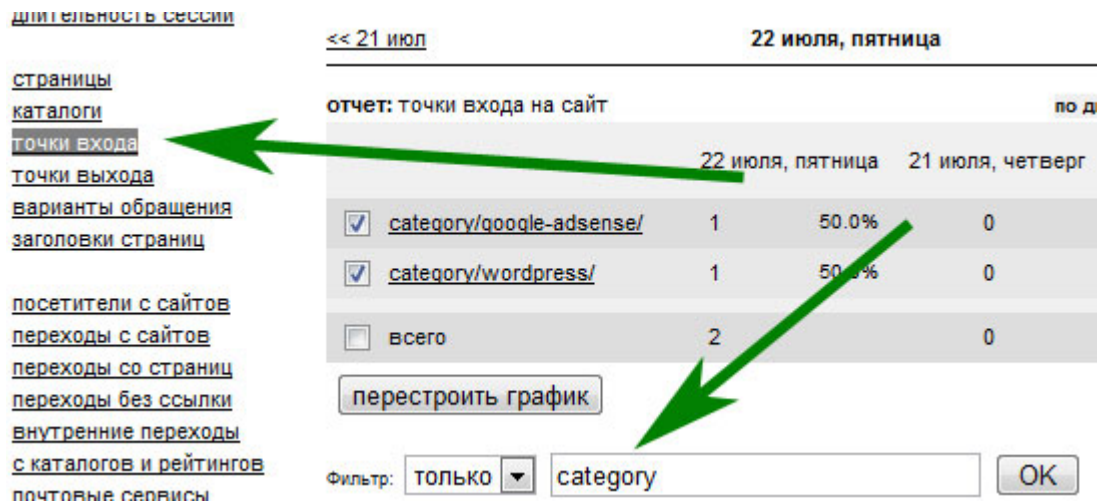 длительность сессии
страницы
каталоги
точки входа
точки выхода
варианты обращения
заголовки страниц
посетители с сайтов
переходы с сайтов
переходы со страниц
переходы без ссылки
внутренние переходы
с каталогов и рейтингов
почтовые сервисы
<< 21 июл 22 июля, пятница
отчет: точки входа на сайт по д
22 июля, пятница 21 июля, четверг
category/google-adsense/ 1 50.0% 0
category/wordpress/ 1 50.0% 0
всего 2 0
перестроить график
Фильтр: только category OK